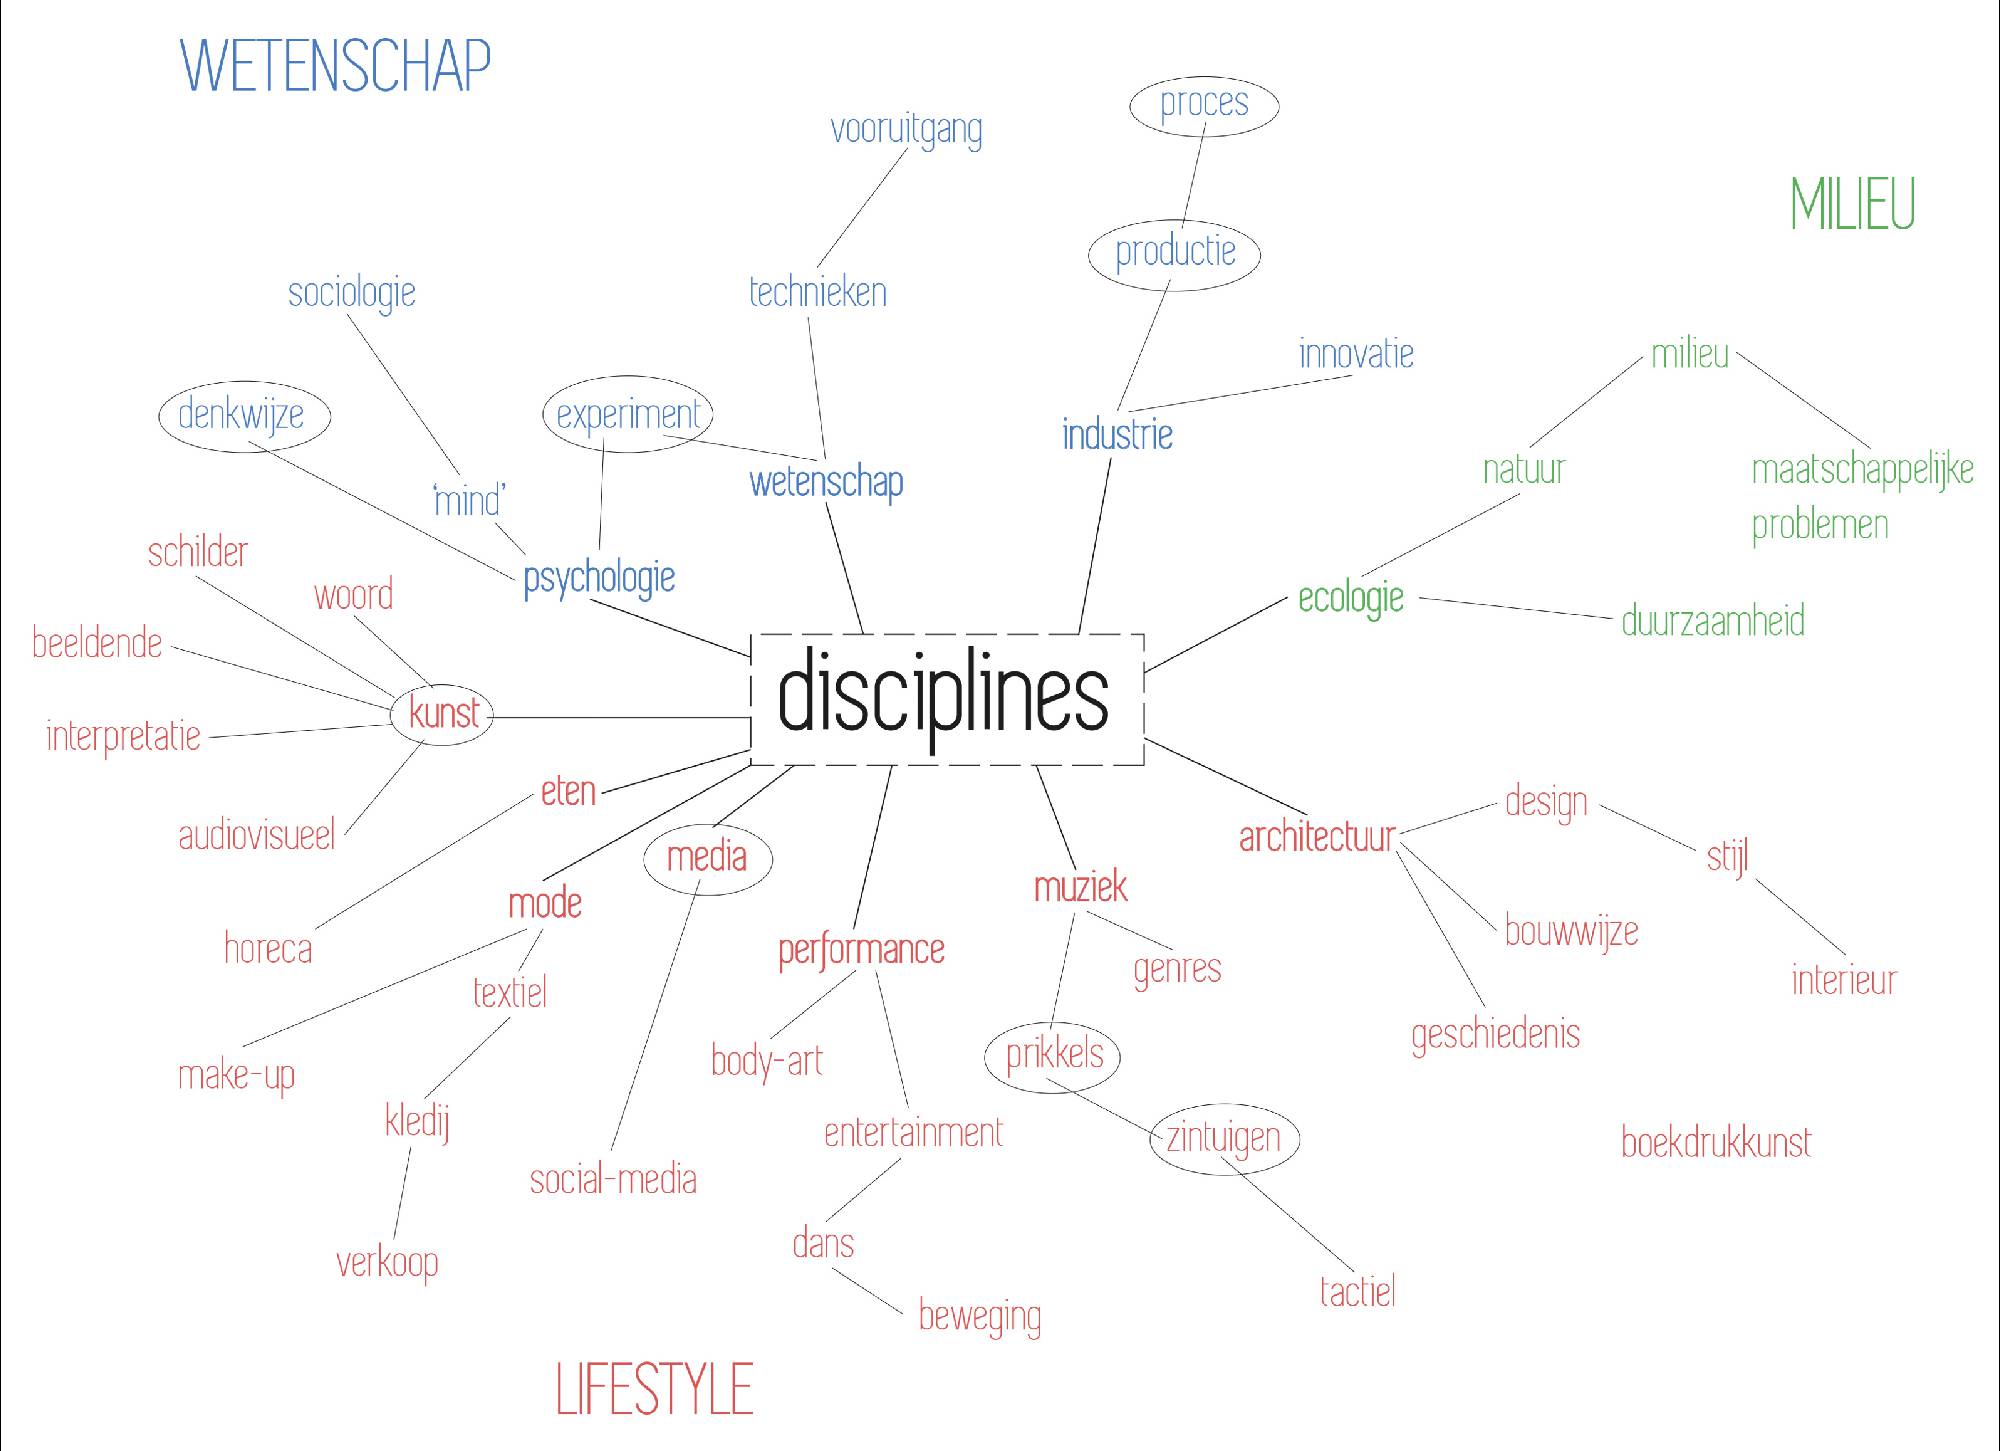 WETENSCHAP
proces
vooruitgang
MILIEU
productie
sociologie
technieken
innovatie
milieu
denkwijze
experiment
industrie
wetenschap
natuur
maatschappelijke
problemen
'mind'
schilder
psychologie
woord
ecologie
duurzaamheid
beeldende
disciplines
kunst
interpretatie
eten
design
audiovisueel
architectuur
media
stijl
muziek
mode
bouwwijze
horeca
performance
genres
interieur
textiel
geschiedenis
prikkels
body-art
make-up
kledij
entertainment
zintuigen
boekdrukkunst
social-media
dans
verkoop
tactiel
beweging
LIFESTYLE